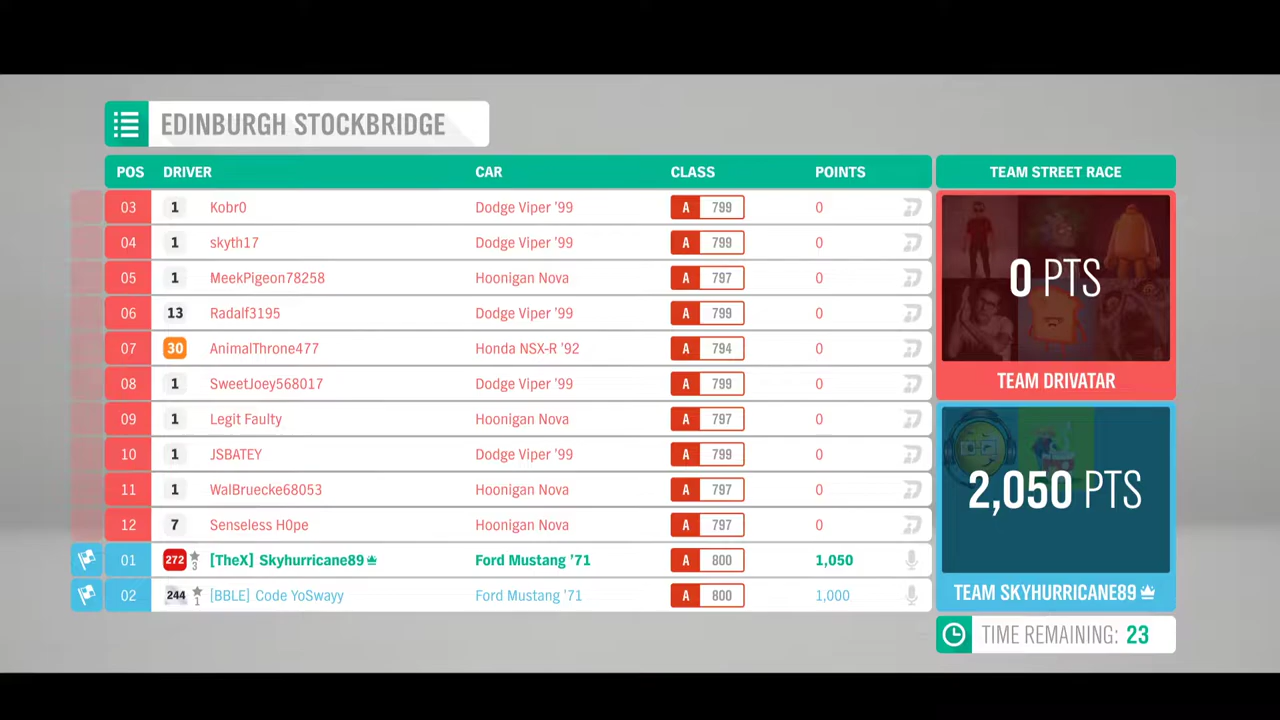 EDINBURGH STOCKBRIDGE
POS DRIVER CAR CLASS POINTS
03 1 Kobr0 Dodge Viper '99 A 799 0
04 1 skyth17 Dodge Viper '99 A 799 0
05 1 MeekPigeon78258 Hoonigan Nova A 797 0
06 13 Radalf3195 Dodge Viper '99 A 799 0
07 30 AnimalThrone477 Honda NSX-R '92 A 794 0
08 1 SweetJoey568017 Dodge Viper '99 A 799 0
09 1 Legit Faulty Hoonigan Nova A 797 0
10 1 JSBATEY Dodge Viper '99 A 799 0
11 1 WalBruecke68053 Hoonigan Nova A 797 0
12 7 Senseless H0pe Hoonigan Nova A 797 0
01 272 3 [TheX] Skyhurricane89 Ford Mustang '71 A 800 1,050
02 244 1 [BBLE] Code YoSwayy Ford Mustang '71 A 800 1,000
TEAM STREET RACE
0 PTS
TEAM DRIVATAR
2,050 PTS
TEAM SKYHURRICANE89
TIME REMAINING: 23